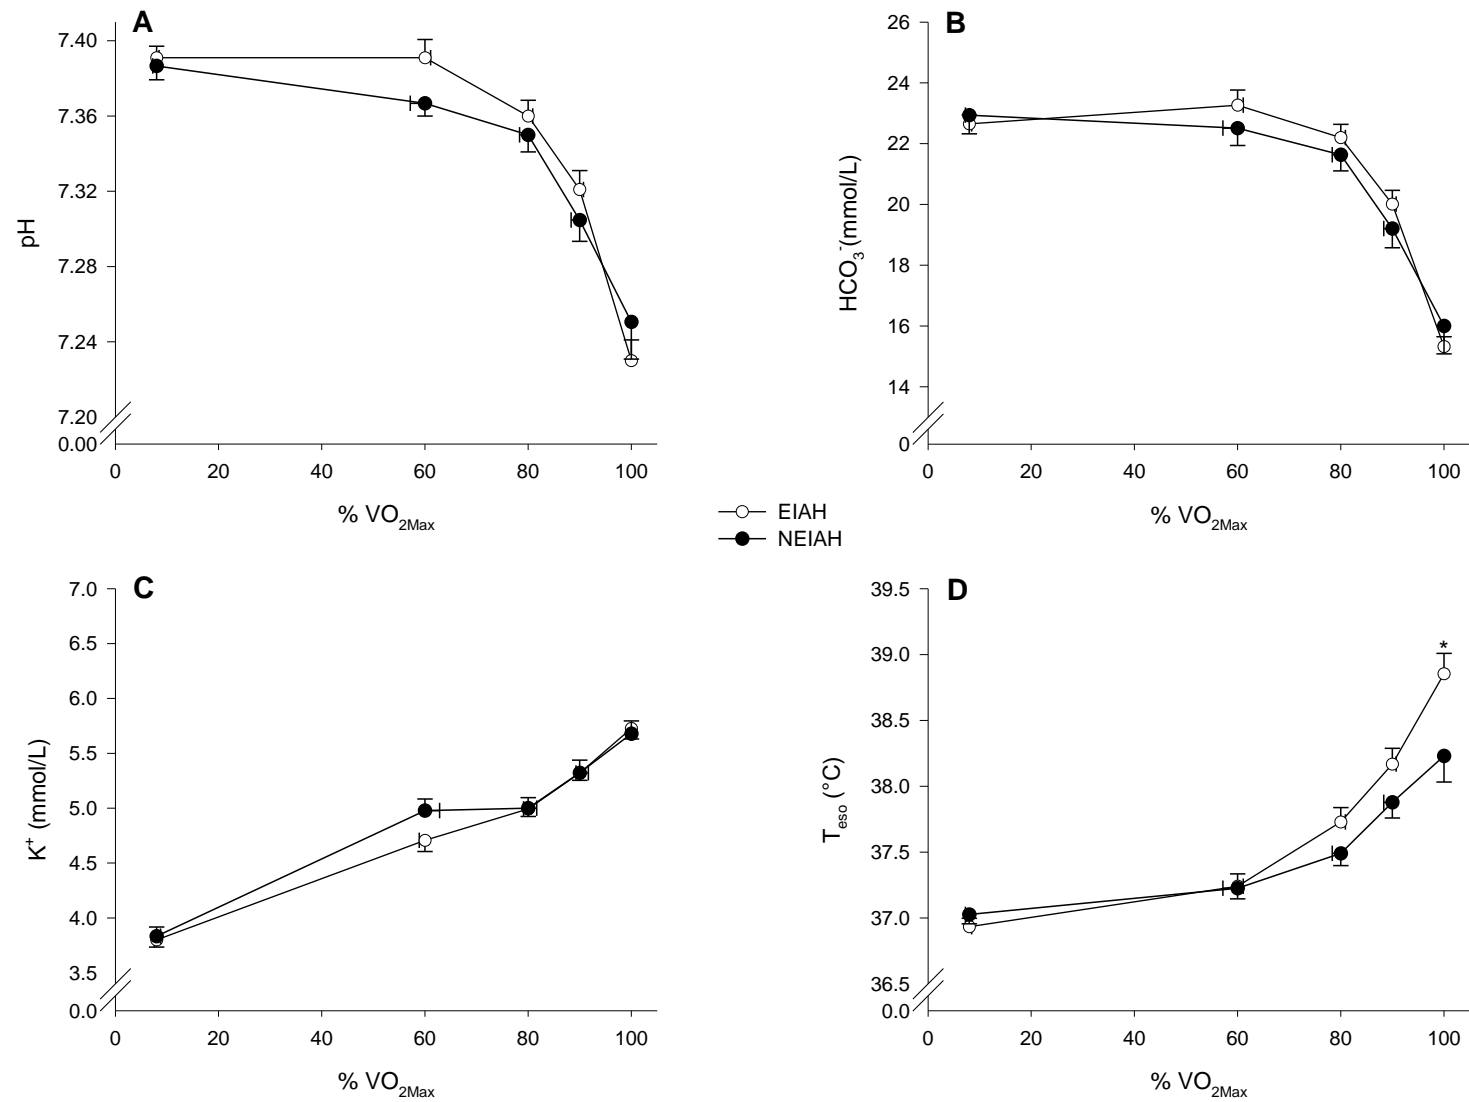 A
7.40
7.36
7.32
7.28
7.24
7.20
0.00
pH
0 20 40 60 80 100
% VO2Max
B
26
24
22
20
18
16
14
0
HCO3-(mmol/L)
0 20 40 60 80 100
% VO2Max
EIAH
NEIAH
C
7.0
6.5
6.0
5.5
5.0
4.5
4.0
3.5
0.0
K+ (mmol/L)
0 20 40 60 80 100
% VO2Max
D
39.5
39.0
38.5
38.0
37.5
37.0
36.5
0.0
Teso (°C)
*
0 20 40 60 80 100
% VO2Max